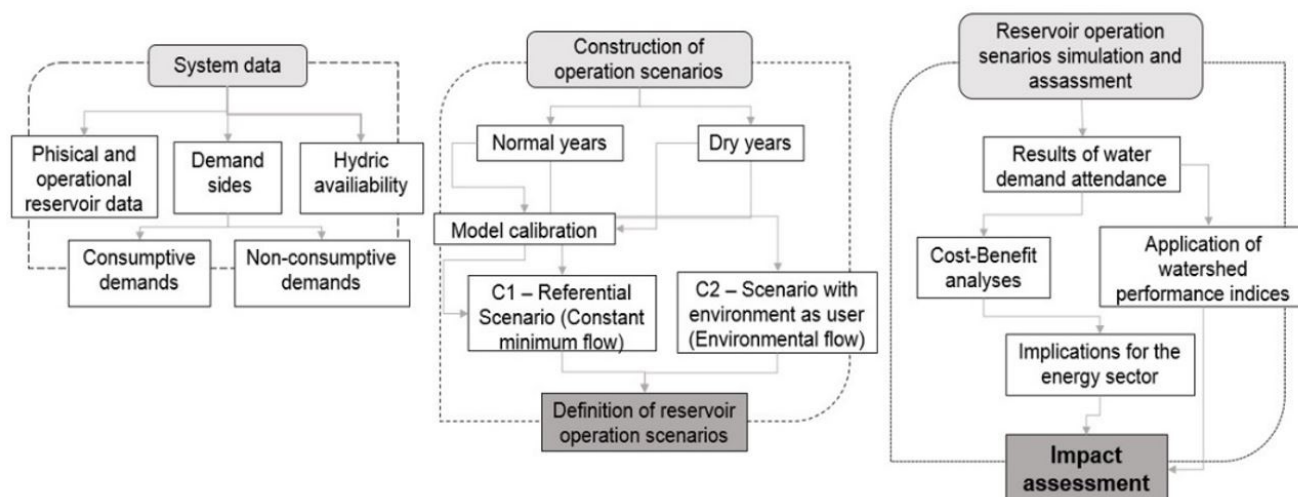 System data
Phisical and
operational
reservoir data
Demand
sides
Hydric
availiability
Consumptive
demands
Non-consumptive
demands
Construction of
operation scenarios
Normal years
Dry years
Model calibration
C1 – Referential
Scenario (Constant
minimum flow)
C2 – Scenario with
environment as user
(Environmental flow)
Definition of reservoir
operation scenarios
Reservoir operation
senarios simulation and
assassment
Results of water
demand attendance
Cost-Benefit
analyses
Application of
watershed
performance indices
Implications for the
energy sector
Impact
assessment